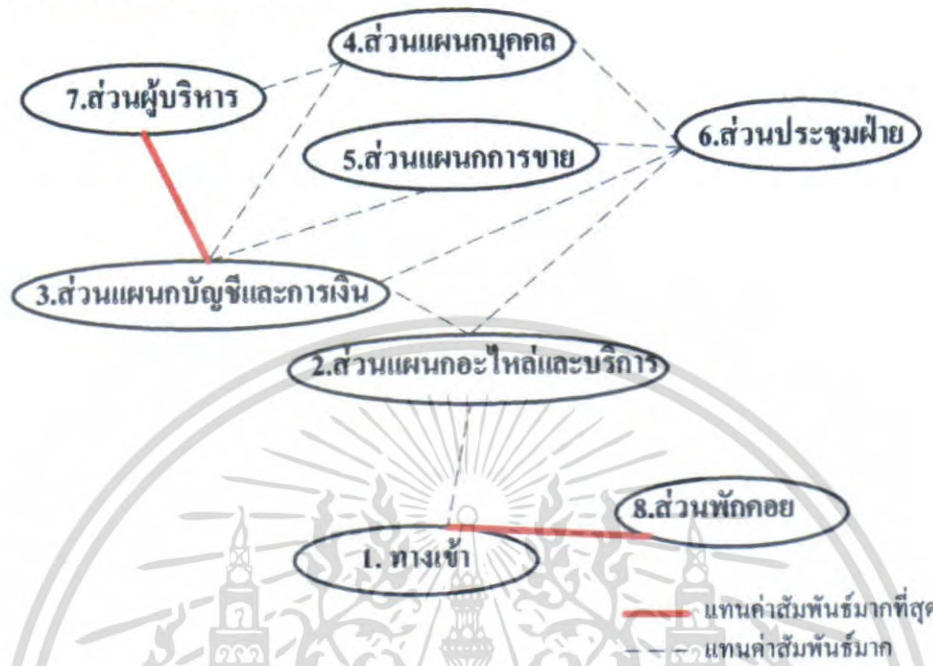 4.ส่วนแผนกบุคคล
7.ส่วนผู้บริหาร
6.ส่วนประชุมฝ่าย
5.ส่วนแผนกการขาย
3.ส่วนแผนกบัญชีและการเงิน
2.ส่วนแผนกอะไหล่และบริการ
8.ส่วนพักคอย
1. ทางเข้า
แทนค่าสัมพันธ์มากที่สุด
แทนค่าสัมพันธ์มาก